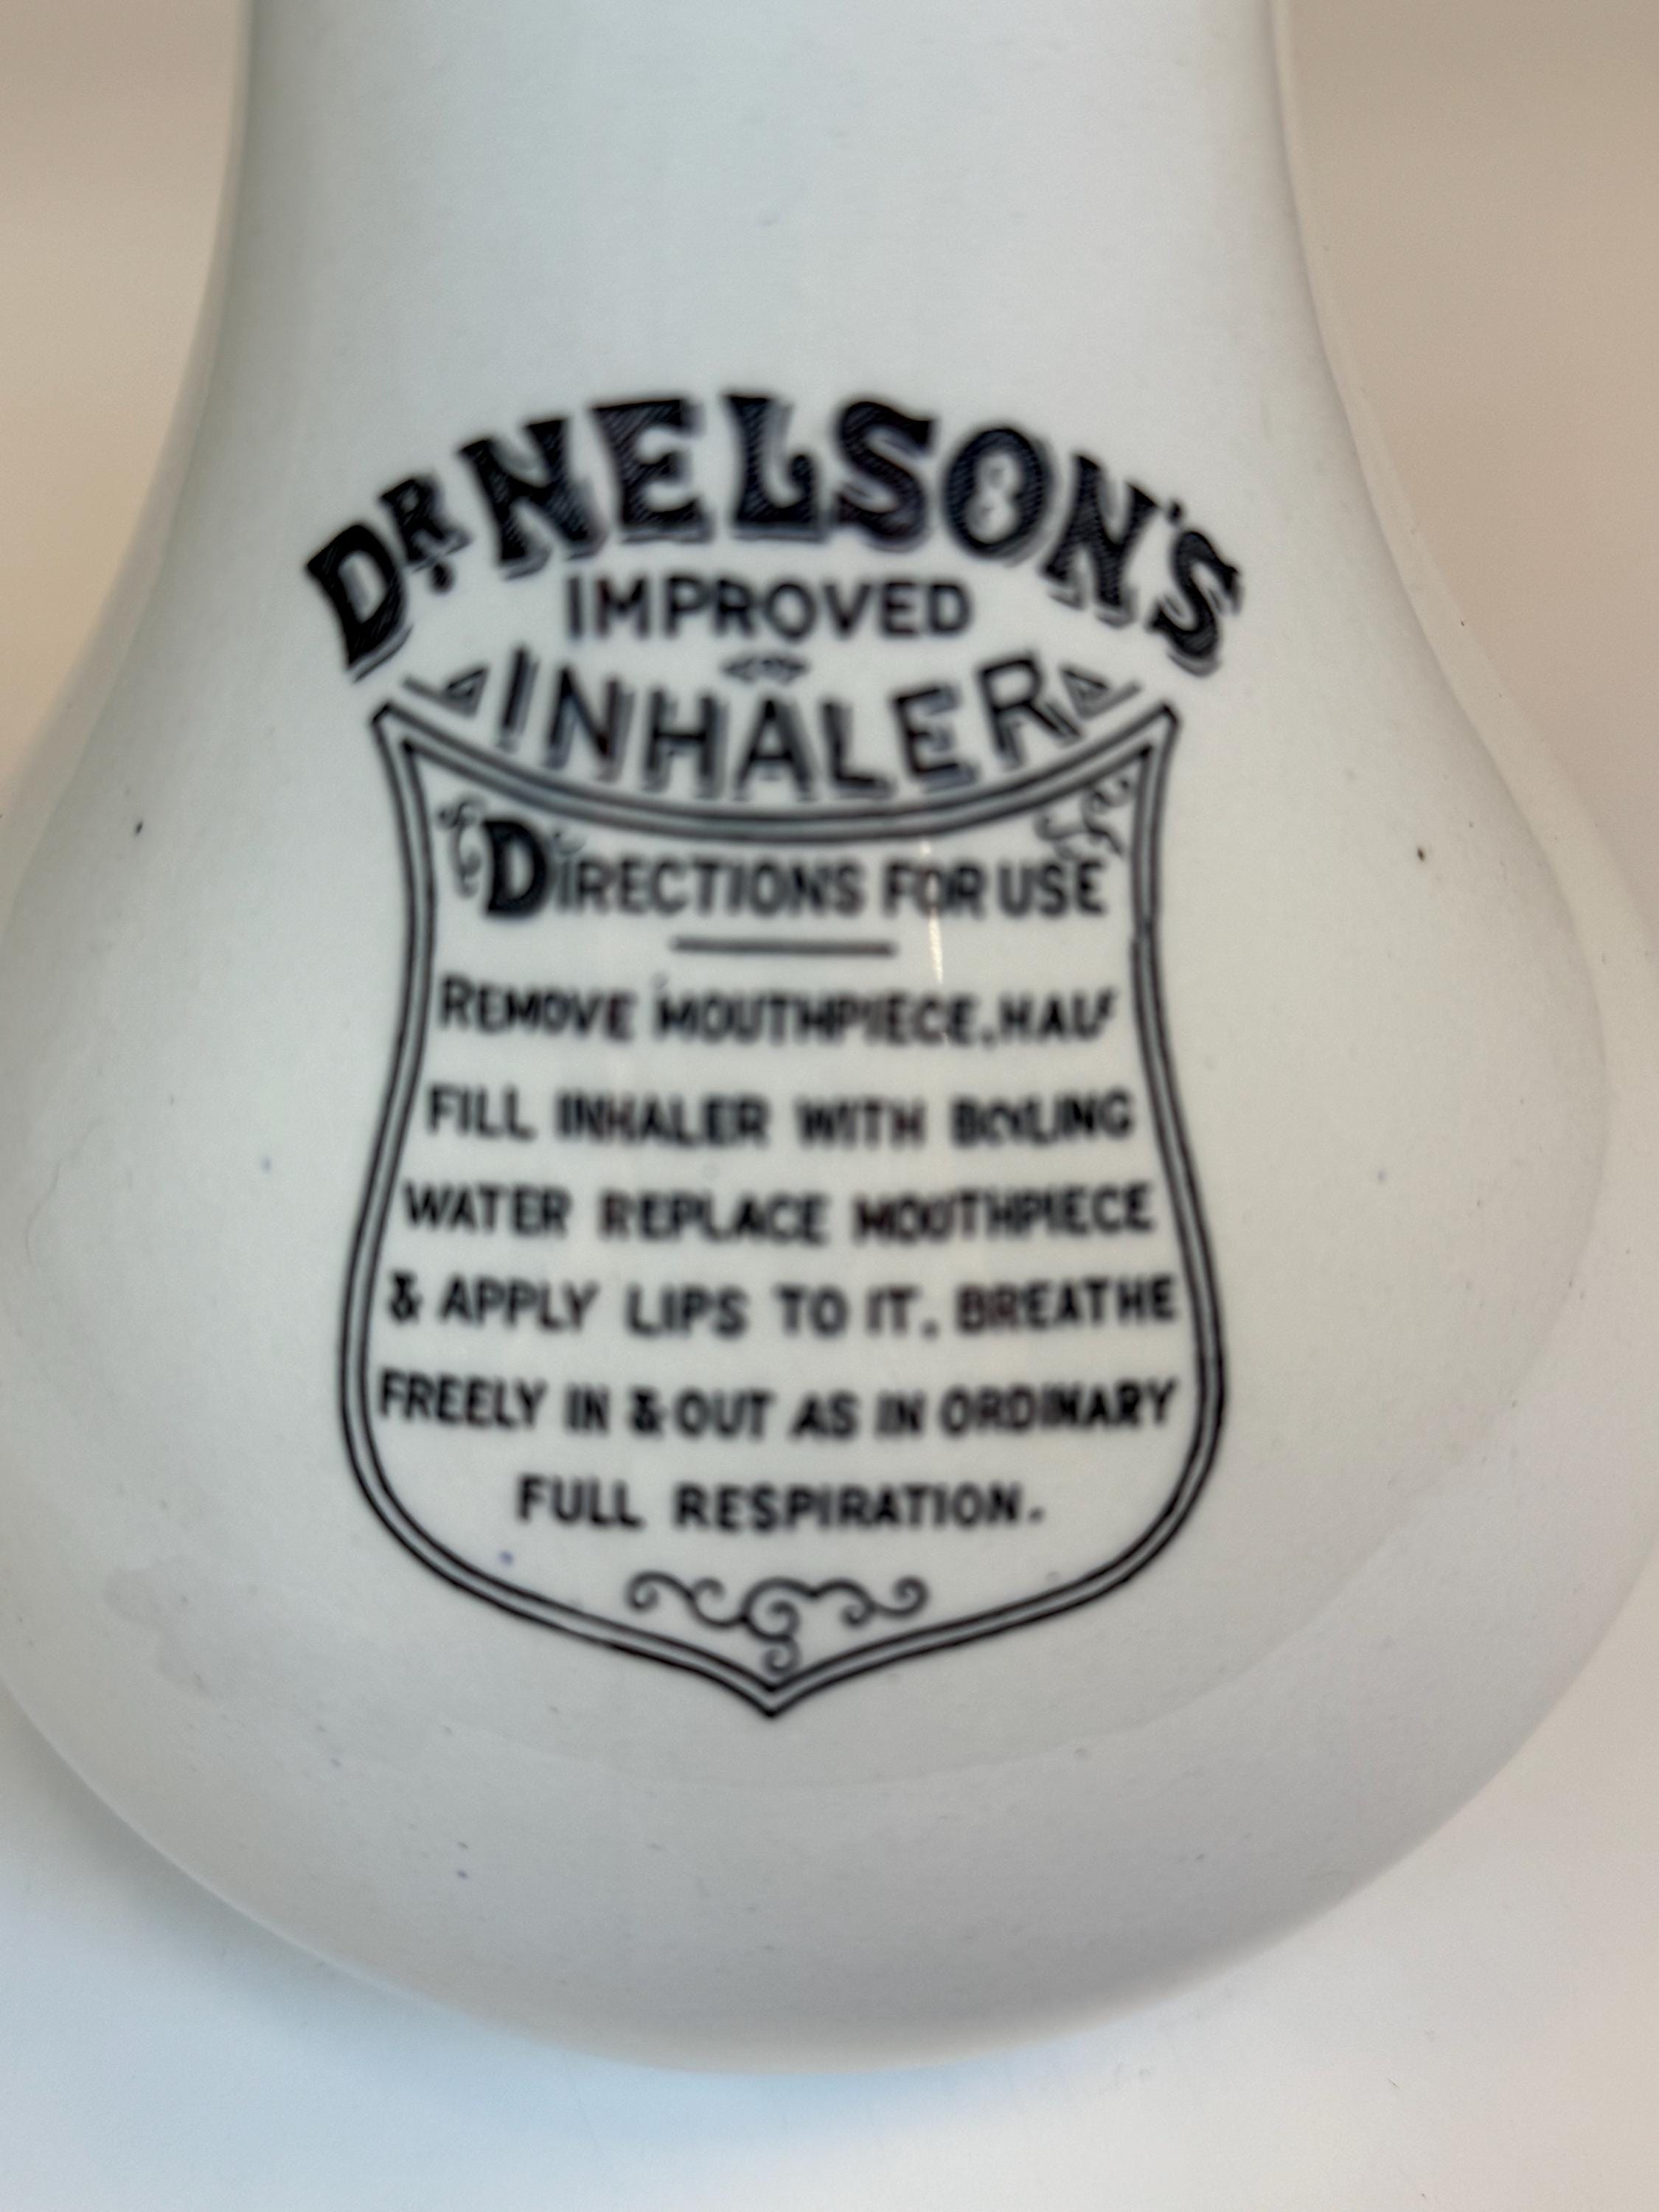 DR. NELSON'S
IMPROVED
INHALER
DIRECTIONS FOR USE
REMOVE MOUTHPIECE, HALF
FILL INHALER WITH BOILING
WATER REPLACE MOUTHPIECE
& APPLY LIPS TO IT. BREATHE
FREELY IN & OUT AS IN ORDINARY
FULL RESPIRATION.